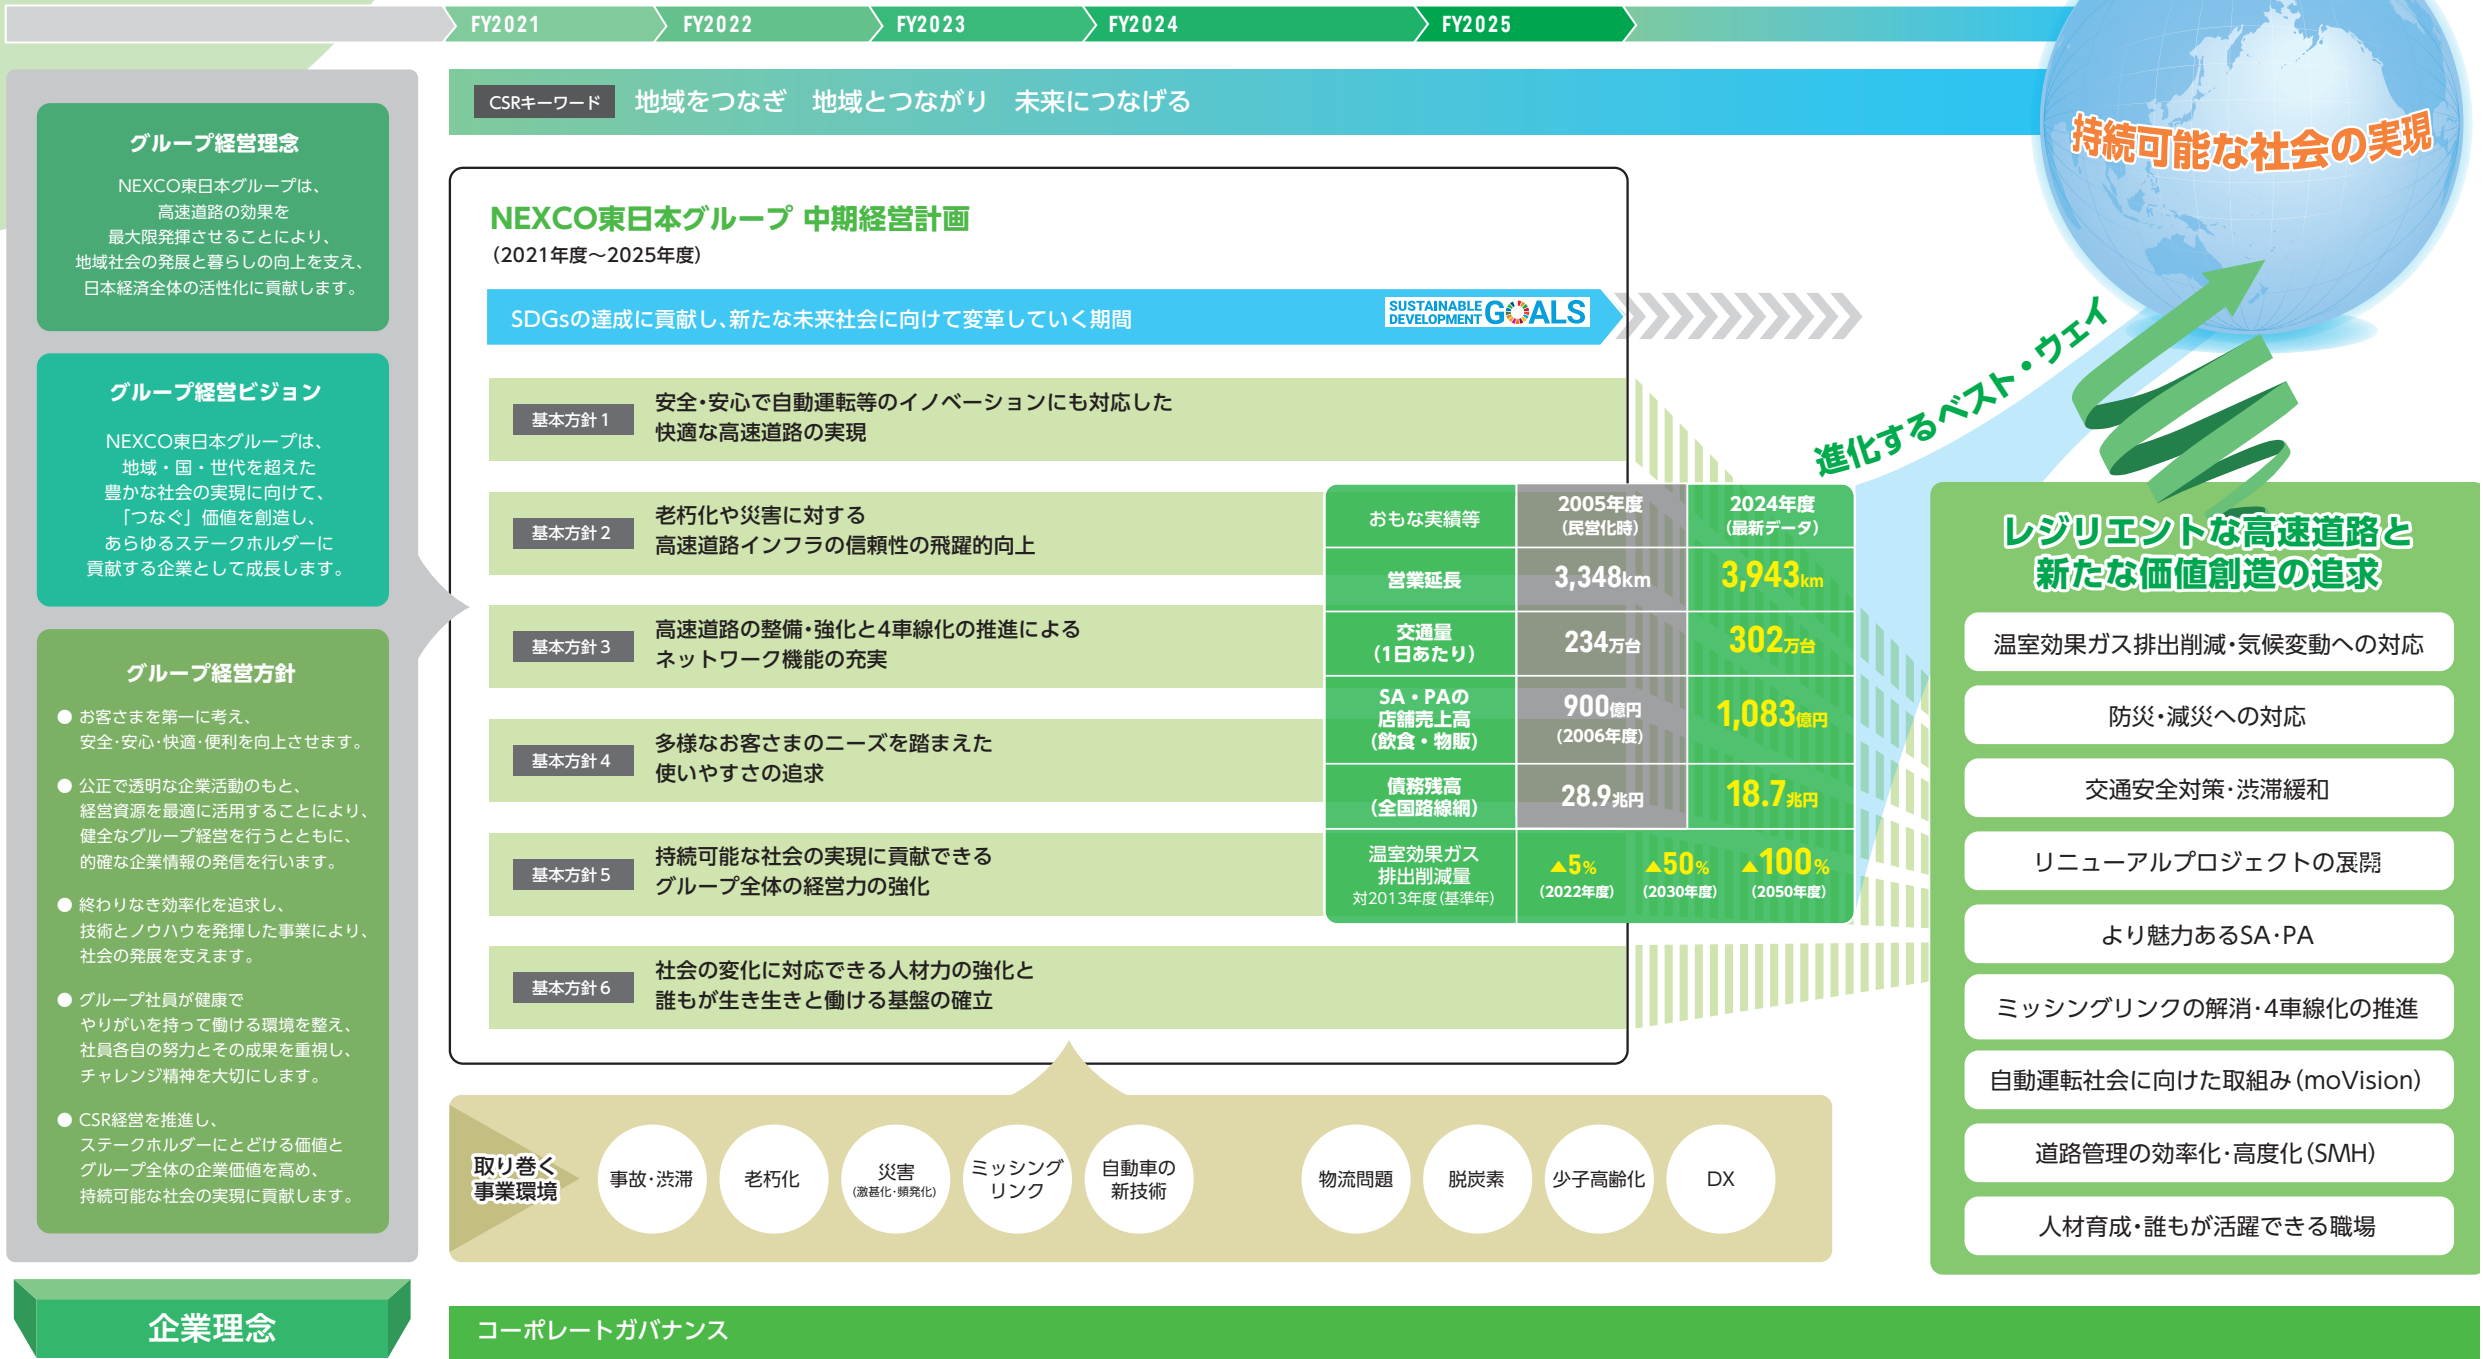 FY2021
FY2022
FY2023
FY2024
FY2025
グループ経営理念
NEXCO東日本グループは、
高速道路の効果を
最大限発揮させることにより、
地域社会の発展と暮らしの向上を支え、
日本経済全体の活性化に貢献します。
グループ経営ビジョン
NEXCO東日本グループは、
地域・国・世代を超えた
豊かな社会の実現に向けて、
「つなぐ」価値を創造し、
あらゆるステークホルダーに
貢献する企業として成長します。
グループ経営方針
● お客さまを第一に考え、
安全・安心・快適・便利を向上させます。
● 公正で透明な企業活動のもと、
経営資源を最適に活用することにより、
健全なグループ経営を行うとともに、
的確な企業情報の発信を行います。
● 終わりなき効率化を追求し、
技術とノウハウを発揮した事業により、
社会の発展を支えます。
● グループ社員が健康で
やりがいを持って働ける環境を整え、
社員各自の努力とその成果を重視し、
チャレンジ精神を大切にします。
● CSR経営を推進し、
ステークホルダーにとどける価値と
グループ全体の企業価値を高め、
持続可能な社会の実現に貢献します。
企業理念
CSRキーワード 地域をつなぎ 地域とつながり 未来につなげる
NEXCO東日本グループ 中期経営計画
(2021年度～2025年度)
SDGsの達成に貢献し、新たな未来社会に向けて変革していく期間
SUSTAINABLE
DEVELOPMENT GOALS
基本方針1
安全・安心で自動運転等のイノベーションにも対応した
快適な高速道路の実現
基本方針2
老朽化や災害に対する
高速道路インフラの信頼性の飛躍的向上
基本方針3
高速道路の整備・強化と4車線化の推進による
ネットワーク機能の充実
基本方針4
多様なお客さまのニーズを踏まえた
使いやすさの追求
基本方針5
持続可能な社会の実現に貢献できる
グループ全体の経営力の強化
基本方針6
社会の変化に対応できる人材力の強化と
誰もが生き生きと働ける基盤の確立
おもな実績等
2005年度
(民営化時)
2024年度
(最新データ)
営業延長
3,348km
3,943km
交通量
(1日あたり)
234万台
302万台
SA・PAの
店舗売上高
(飲食・物販)
900億円
(2006年度)
1,083億円
債務残高
(全国路線網)
28.9兆円
18.7兆円
温室効果ガス
排出削減量
対2013年度(基準年)
▲5%
(2022年度)
▲50%
(2030年度)
▲100%
(2050年度)
取り巻く
事業環境
事故・渋滞
老朽化
災害
(激甚化・頻発化)
ミッシング
リンク
自動車の
新技術
物流問題
脱炭素
少子高齢化
DX
コーポレートガバナンス
持続可能な社会の実現
進化するベスト・ウェイ
レジリエントな高速道路と
新たな価値創造の追求
温室効果ガス排出削減・気候変動への対応
防災・減災への対応
交通安全対策・渋滞緩和
リニューアルプロジェクトの展開
より魅力あるSA・PA
ミッシングリンクの解消・4車線化の推進
自動運転社会に向けた取組み(moVision)
道路管理の効率化・高度化(SMH)
人材育成・誰もが活躍できる職場